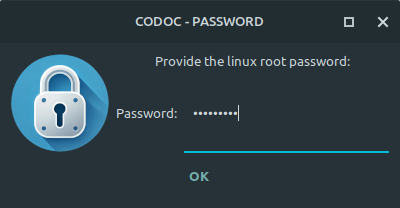 CODOC - PASSWORD
Provide the linux root password:
Password: •••••••••
OK